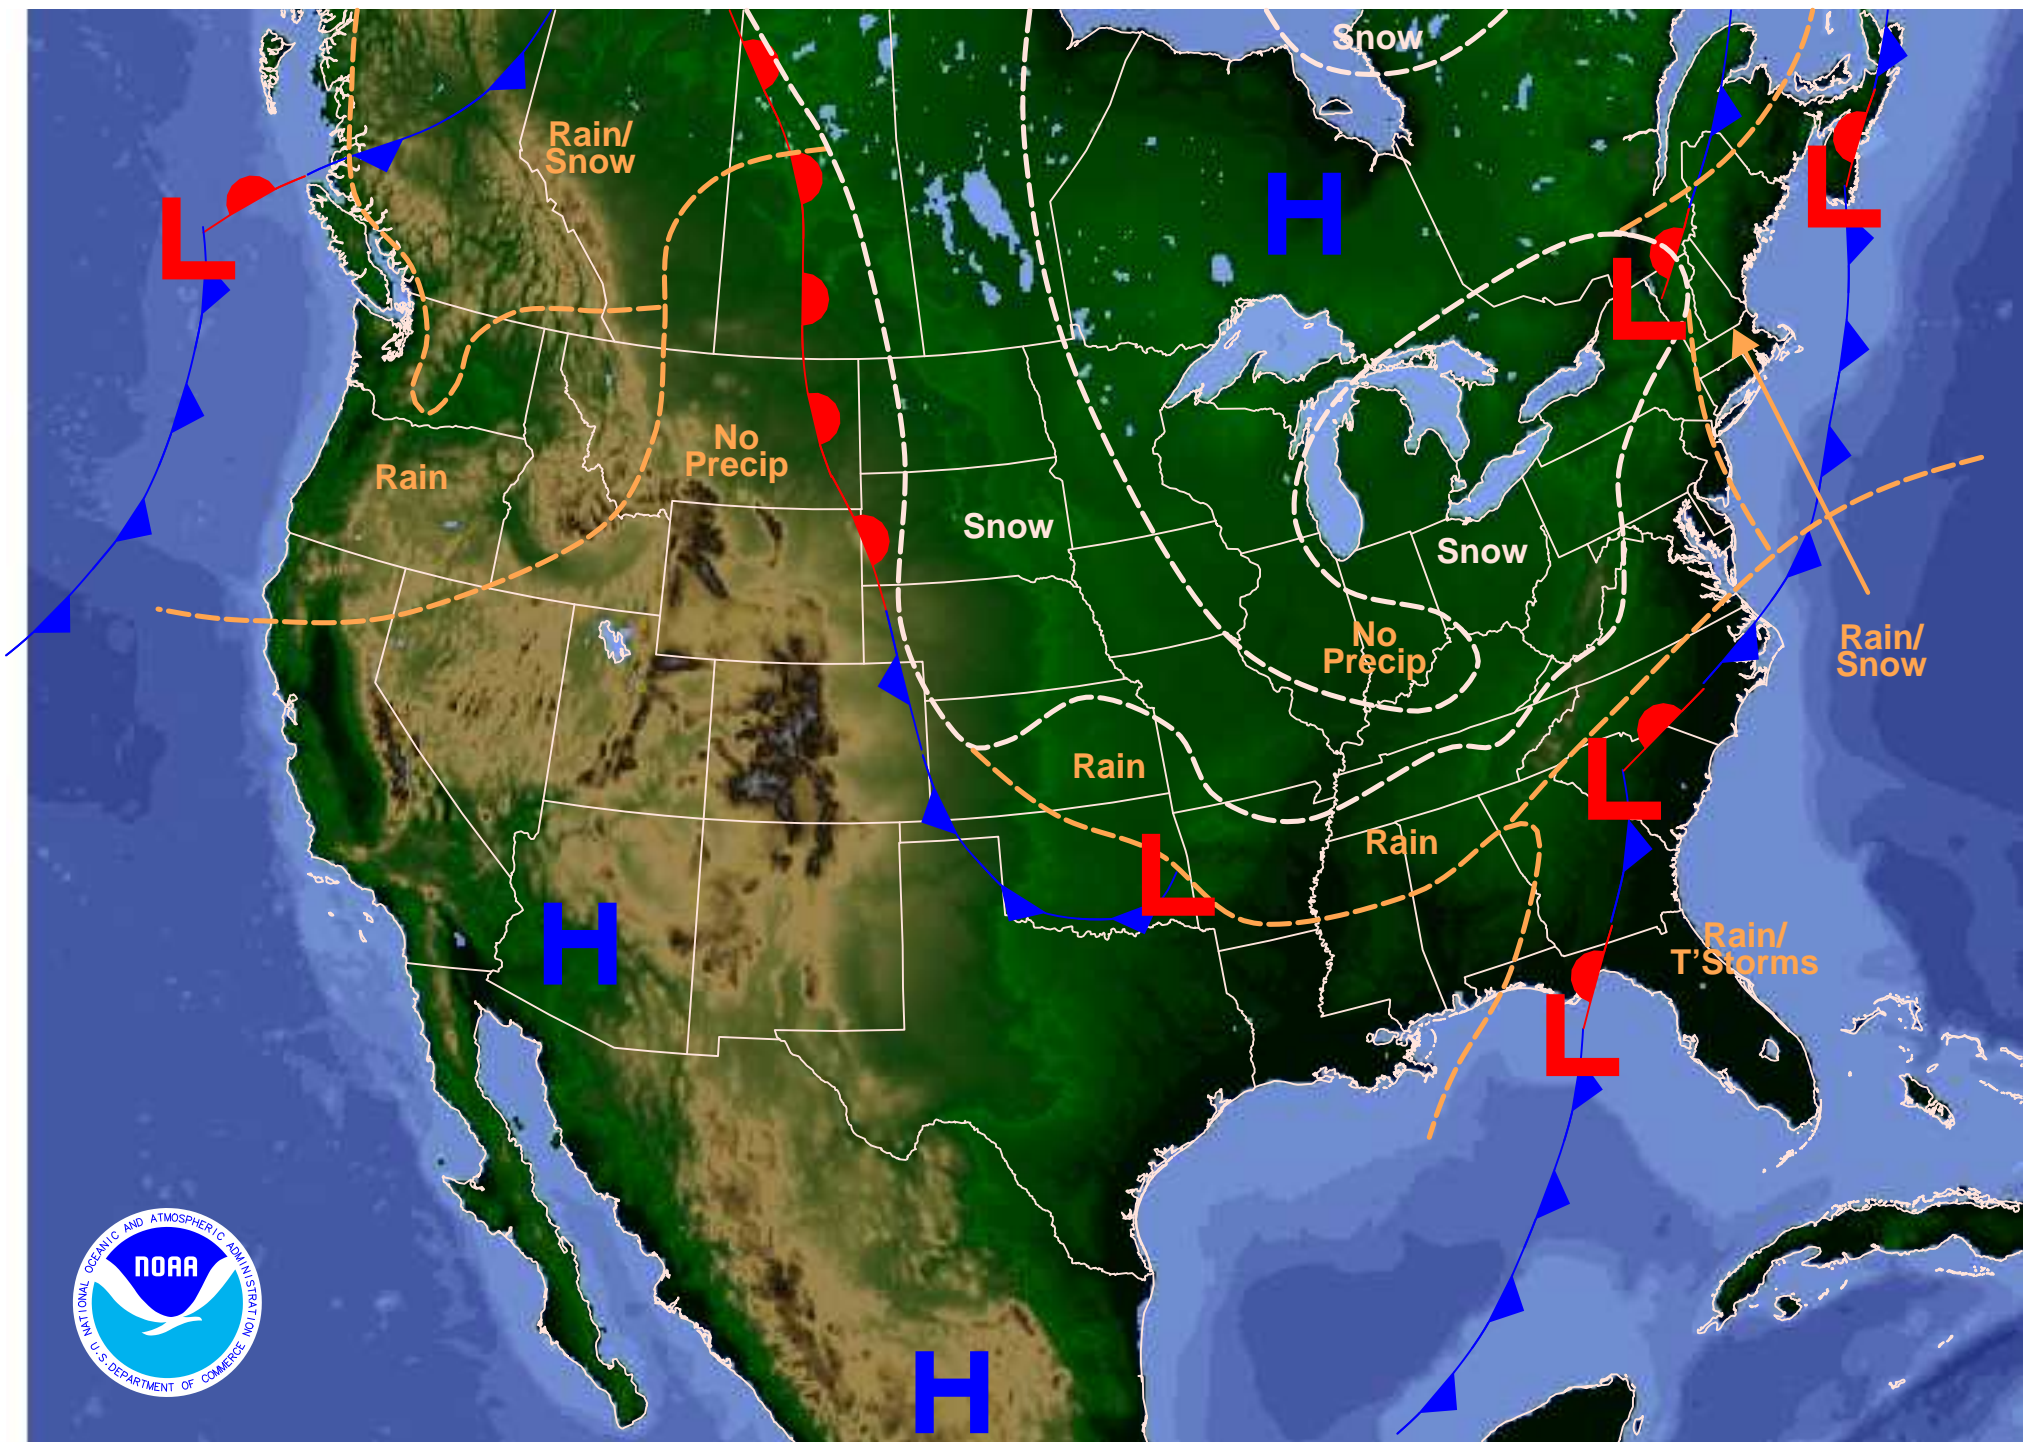 Snow
Rain/
Snow
H
L
L
L
No
Precip
Rain
Snow
Snow
No
Precip
Rain/
Snow
Rain
L
Rain
L
H
Rain/
T'Storms
L
H
NATIONAL OCEANIC AND ATMOSPHERIC ADMINISTRATION
NOAA
U.S. DEPARTMENT OF COMMERCE